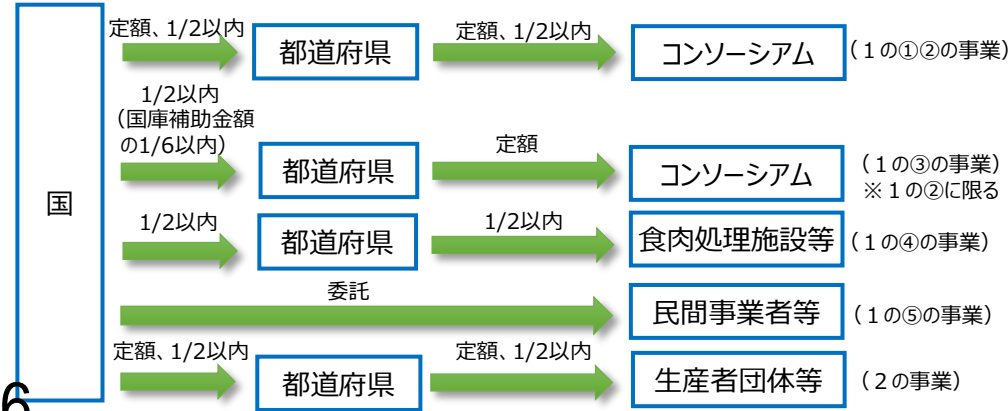 国
定額、1/2以内
都道府県
定額、1/2以内
コンソーシアム
（１の①②の事業）
1/2以内
（国庫補助金額
の1/6以内）
都道府県
定額
コンソーシアム
（１の③の事業）
※１の②に限る
1/2以内
都道府県
1/2以内
食肉処理施設等
（１の④の事業）
委託
民間事業者等
（１の⑤の事業）
定額、1/2以内
都道府県
定額、1/2以内
生産者団体等
（２の事業）
6